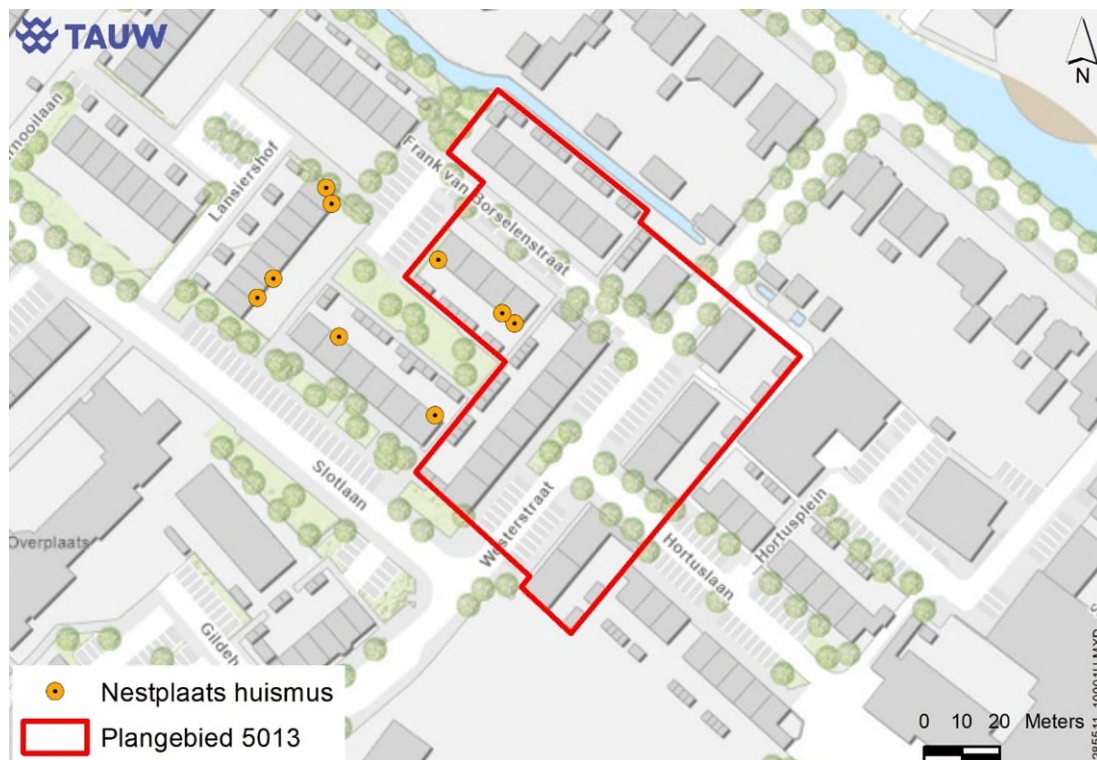 TAUW
N
Lansiershof
Frank van Borselenstraat
Slotlaan
Westerstraat
Hortuslaan
Hortusplein
Overplaats
Nestplaats huismus
Plangebied 5013
0 10 20 Meters